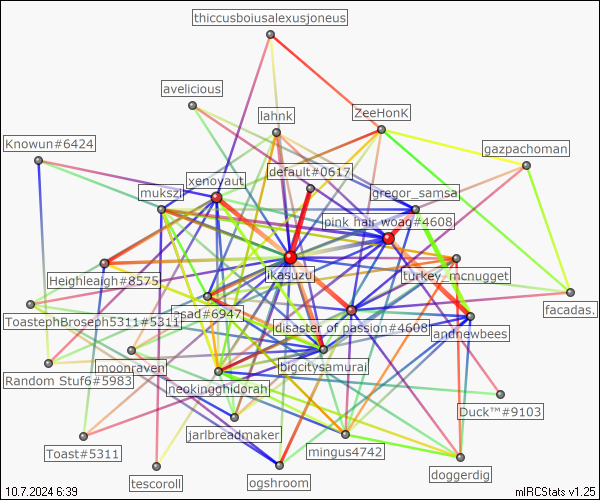 thiccusboiusalexusjoneus
avelicious
lahnk
ZeeHonK
Knowun#6424
gazpachoman
default#0617
xenovaut
mukszi
gregor_samsa
pink hair woag#4608
likasuzu
turkey_mcnugget
Heighleaigh#8575
asad#6947
facadas.
ToastephBroseph5311#5311
disaster of passion#4608
andnewbees
moonraven
bigcitysamurai
Random Stuf6#5983
neokingghidorah
Duck™#9103
jarlbreadmaker
mingus4742
Toast#5311
doggerdig
tescoroll
ogshroom
10.7.2024 6:39
mIRCStats v1.25